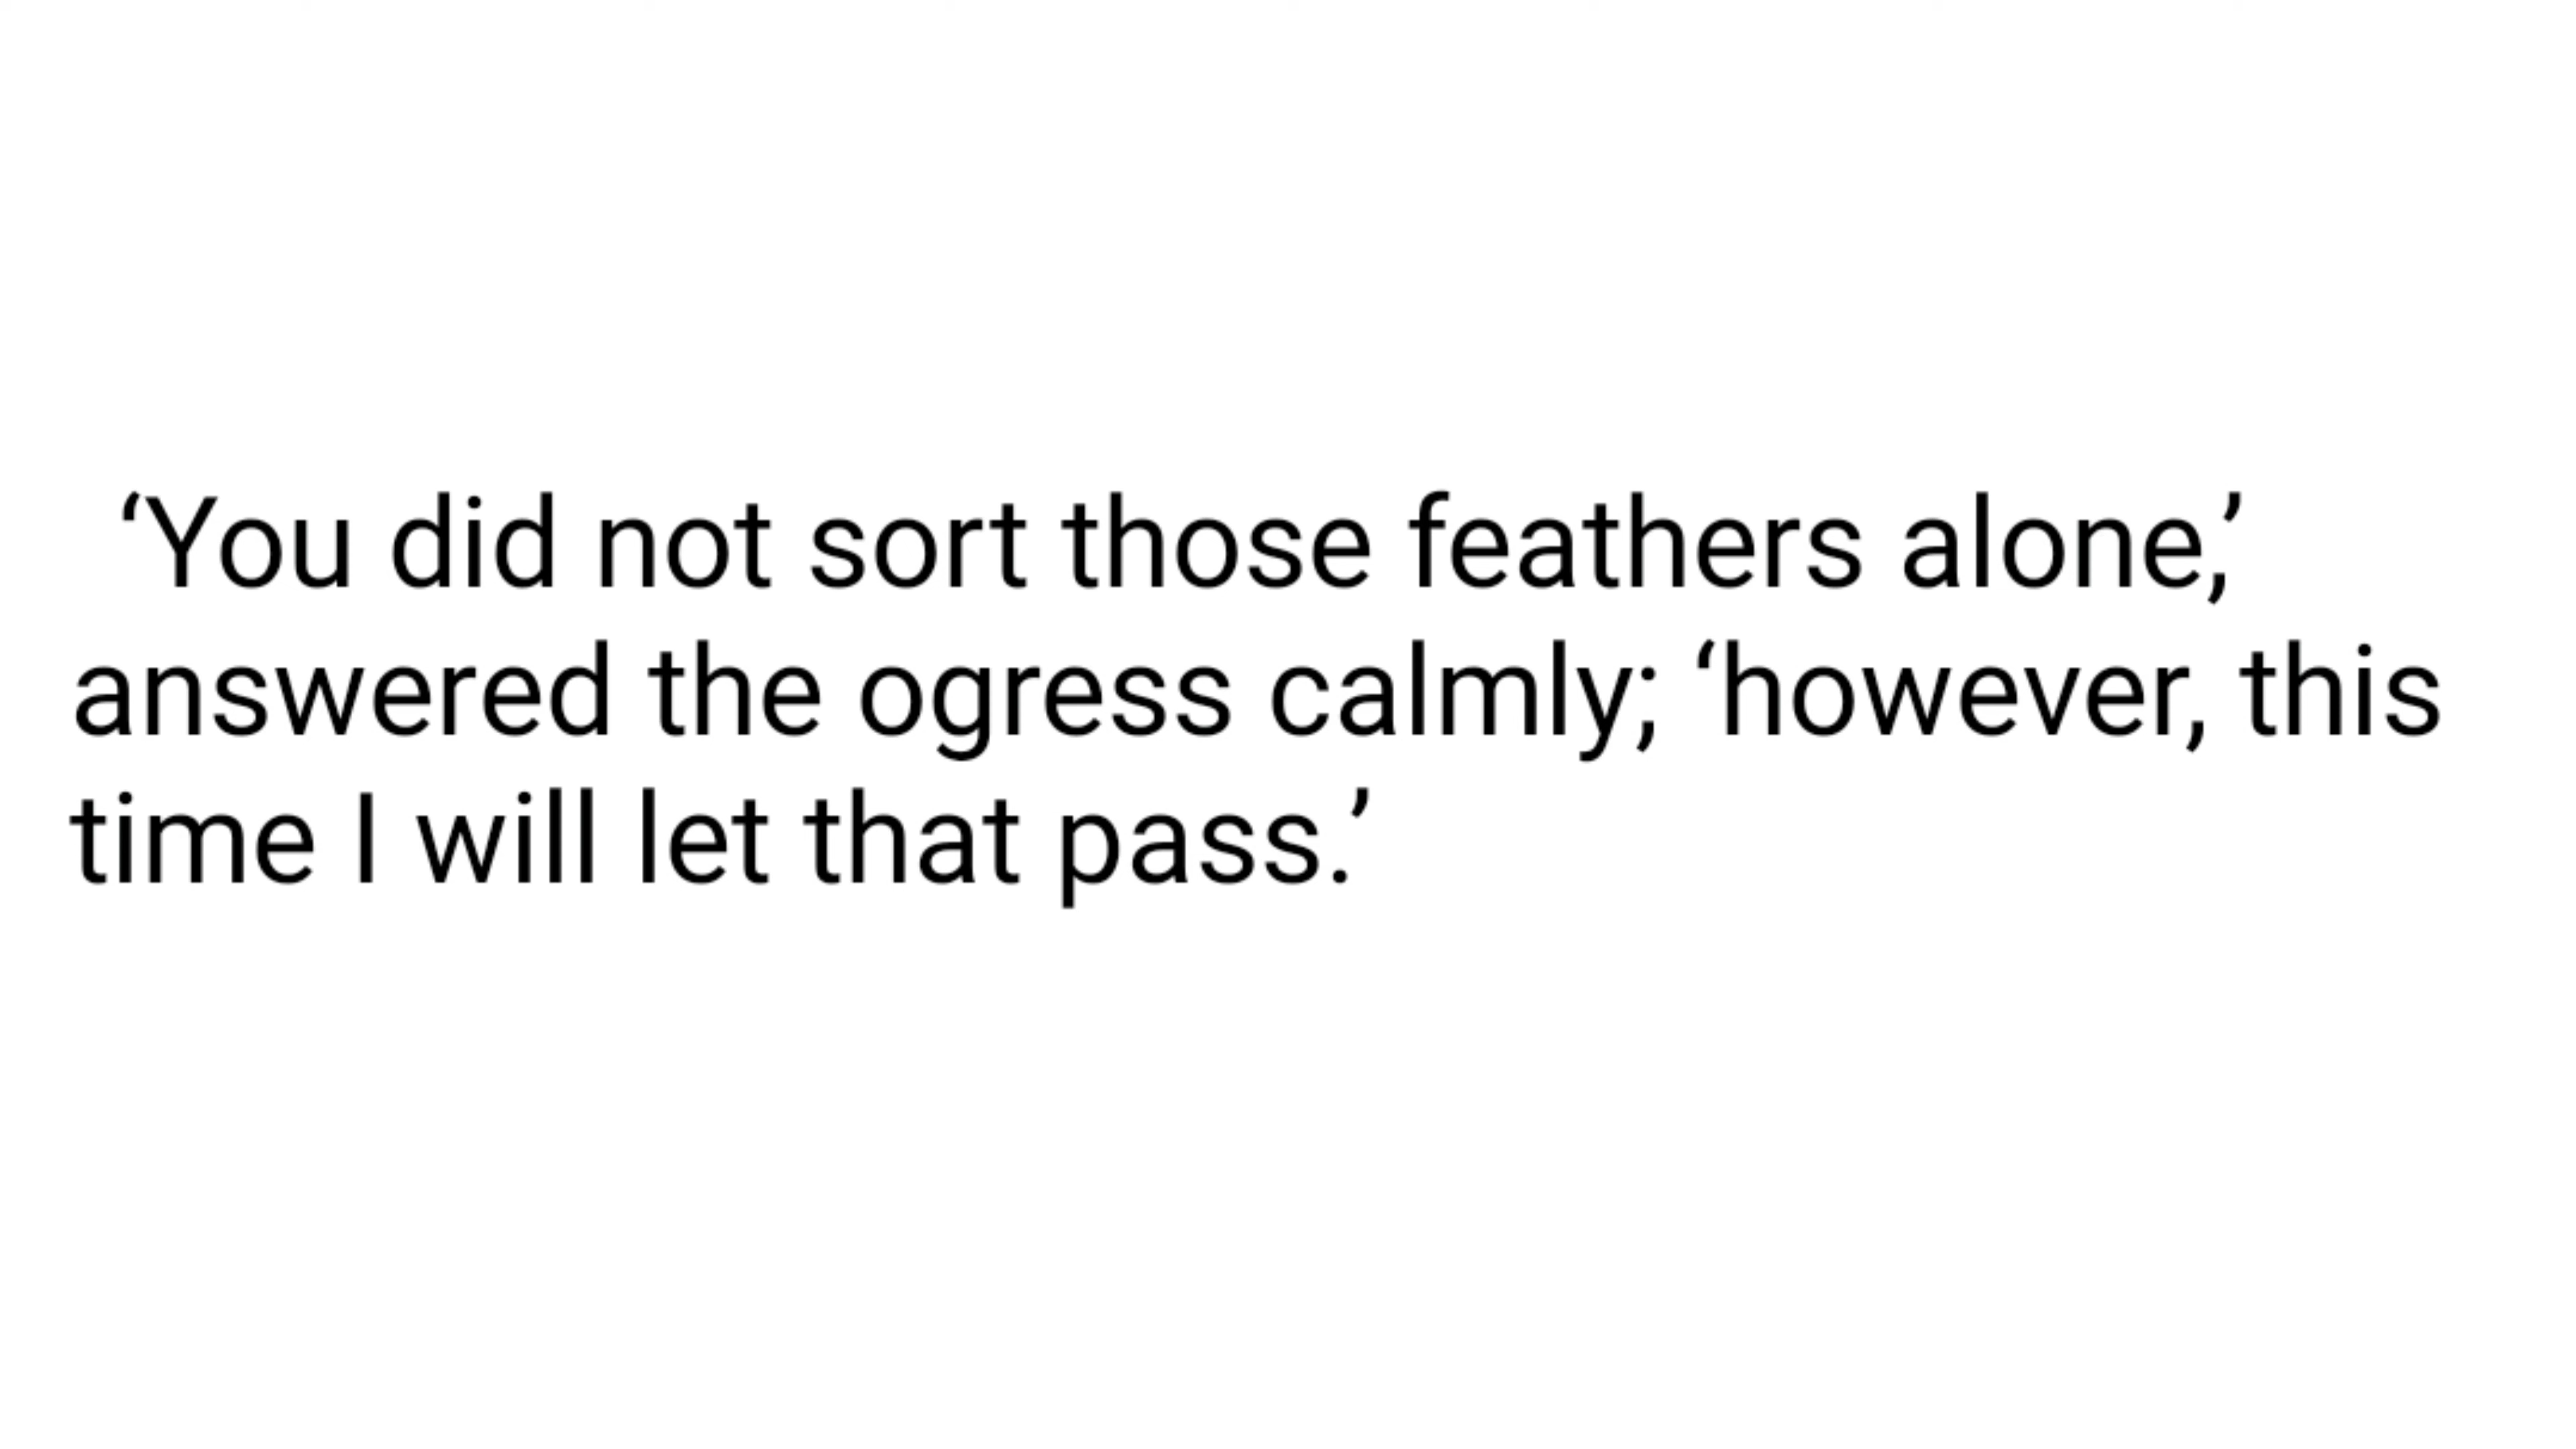 ‘You did not sort those feathers alone,’
answered the ogress calmly; ‘however, this
time I will let that pass.’